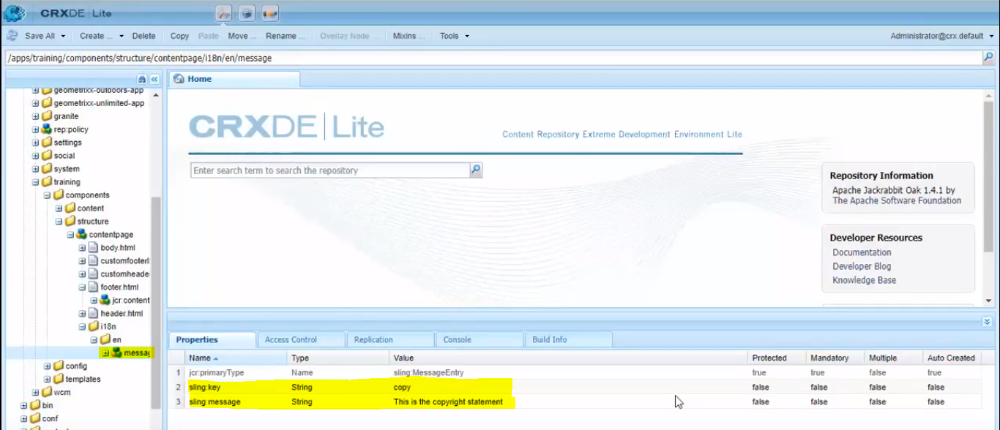 CRXDE | Lite
Save All Create ... Delete Copy Paste Move ... Rename ... Overlay Node ... Mixins ... Tools Administrator@crx.default
/apps/training/components/structure/contentpage/i18n/en/message
Home
geometrixx-outdoors-app
geometrixx-unlimited-app
granite
rep:policy
settings
social
system
training
components
content
structure
contentpage
body.html
customfooterl
customheade
footer.html
jcr:content
header.html
i18n
en
messag
config
templates
wcm
bin
conf
CRXDE | Lite
Content Repository Extreme Development Environment Lite
Enter search term to search the repository
Repository Information
Apache Jackrabbit Oak 1.4.1 by
The Apache Software Foundation
Developer Resources
Documentation
Developer Blog
Knowledge Base
Properties Access Control Replication Console Build Info
Name Type Value Protected Mandatory Multiple Auto Created
1 jcr:primaryType Name sling:MessageEntry true true false true
2 sling:key String copy false false false false
3 sling:message String This is the copyright statement false false false false